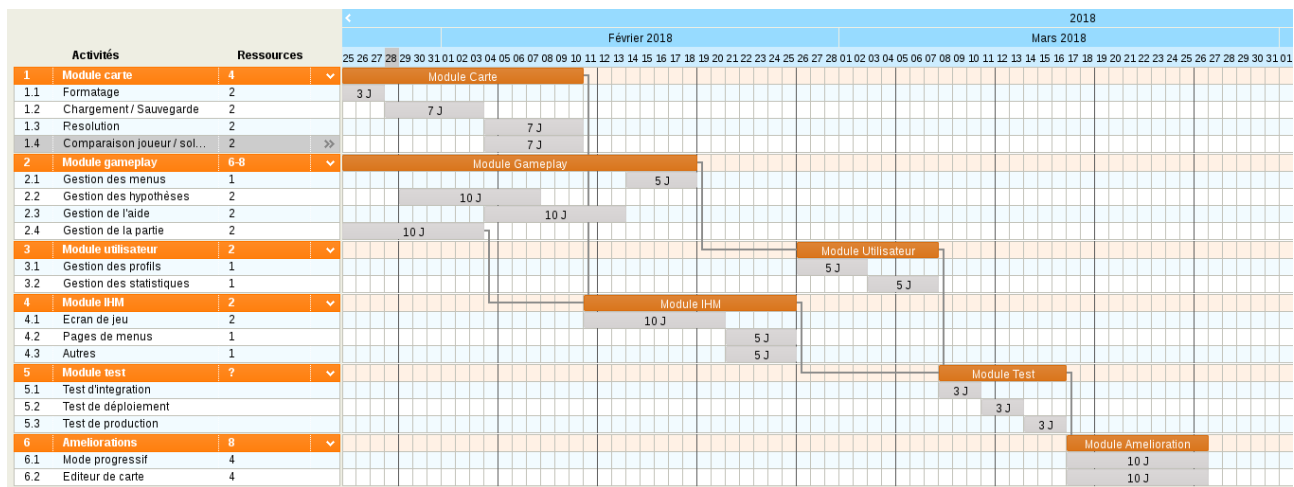 2018
Février 2018 Mars 2018
Activités Ressources 25 26 27 28 29 30 31 01 02 03 04 05 06 07 08 09 10 11 12 13 14 15 16 17 18 19 20 21 22 23 24 25 26 27 28 01 02 03 04 05 06 07 08 09 10 11 12 13 14 15 16 17 18 19 20 21 22 23 24 25 26 27 28 29 30 31 01
1 Module carte 4 Module Carte
1.1 Formatage 2 3 J
1.2 Chargement / Sauvegarde 2 7 J
1.3 Resolution 2 7 J
1.4 Comparaison joueur / sol... 2 7 J
2 Module gameplay 6-8 Module Gameplay
2.1 Gestion des menus 1 5 J
2.2 Gestion des hypothèses 2 10 J
2.3 Gestion de l'aide 2 10 J
2.4 Gestion de la partie 2 10 J
3 Module utilisateur 2 Module Utilisateur
3.1 Gestion des profils 1 5 J
3.2 Gestion des statistiques 1 5 J
4 Module IHM 2 Module IHM
4.1 Ecran de jeu 2 10 J
4.2 Pages de menus 1 5 J
4.3 Autres 1 5 J
5 Module test ? Module Test
5.1 Test d'integration 3 J
5.2 Test de déploiement 3 J
5.3 Test de production 3 J
6 Ameliorations 8 Module Amelioration
6.1 Mode progressif 4 10 J
6.2 Editeur de carte 4 10 J